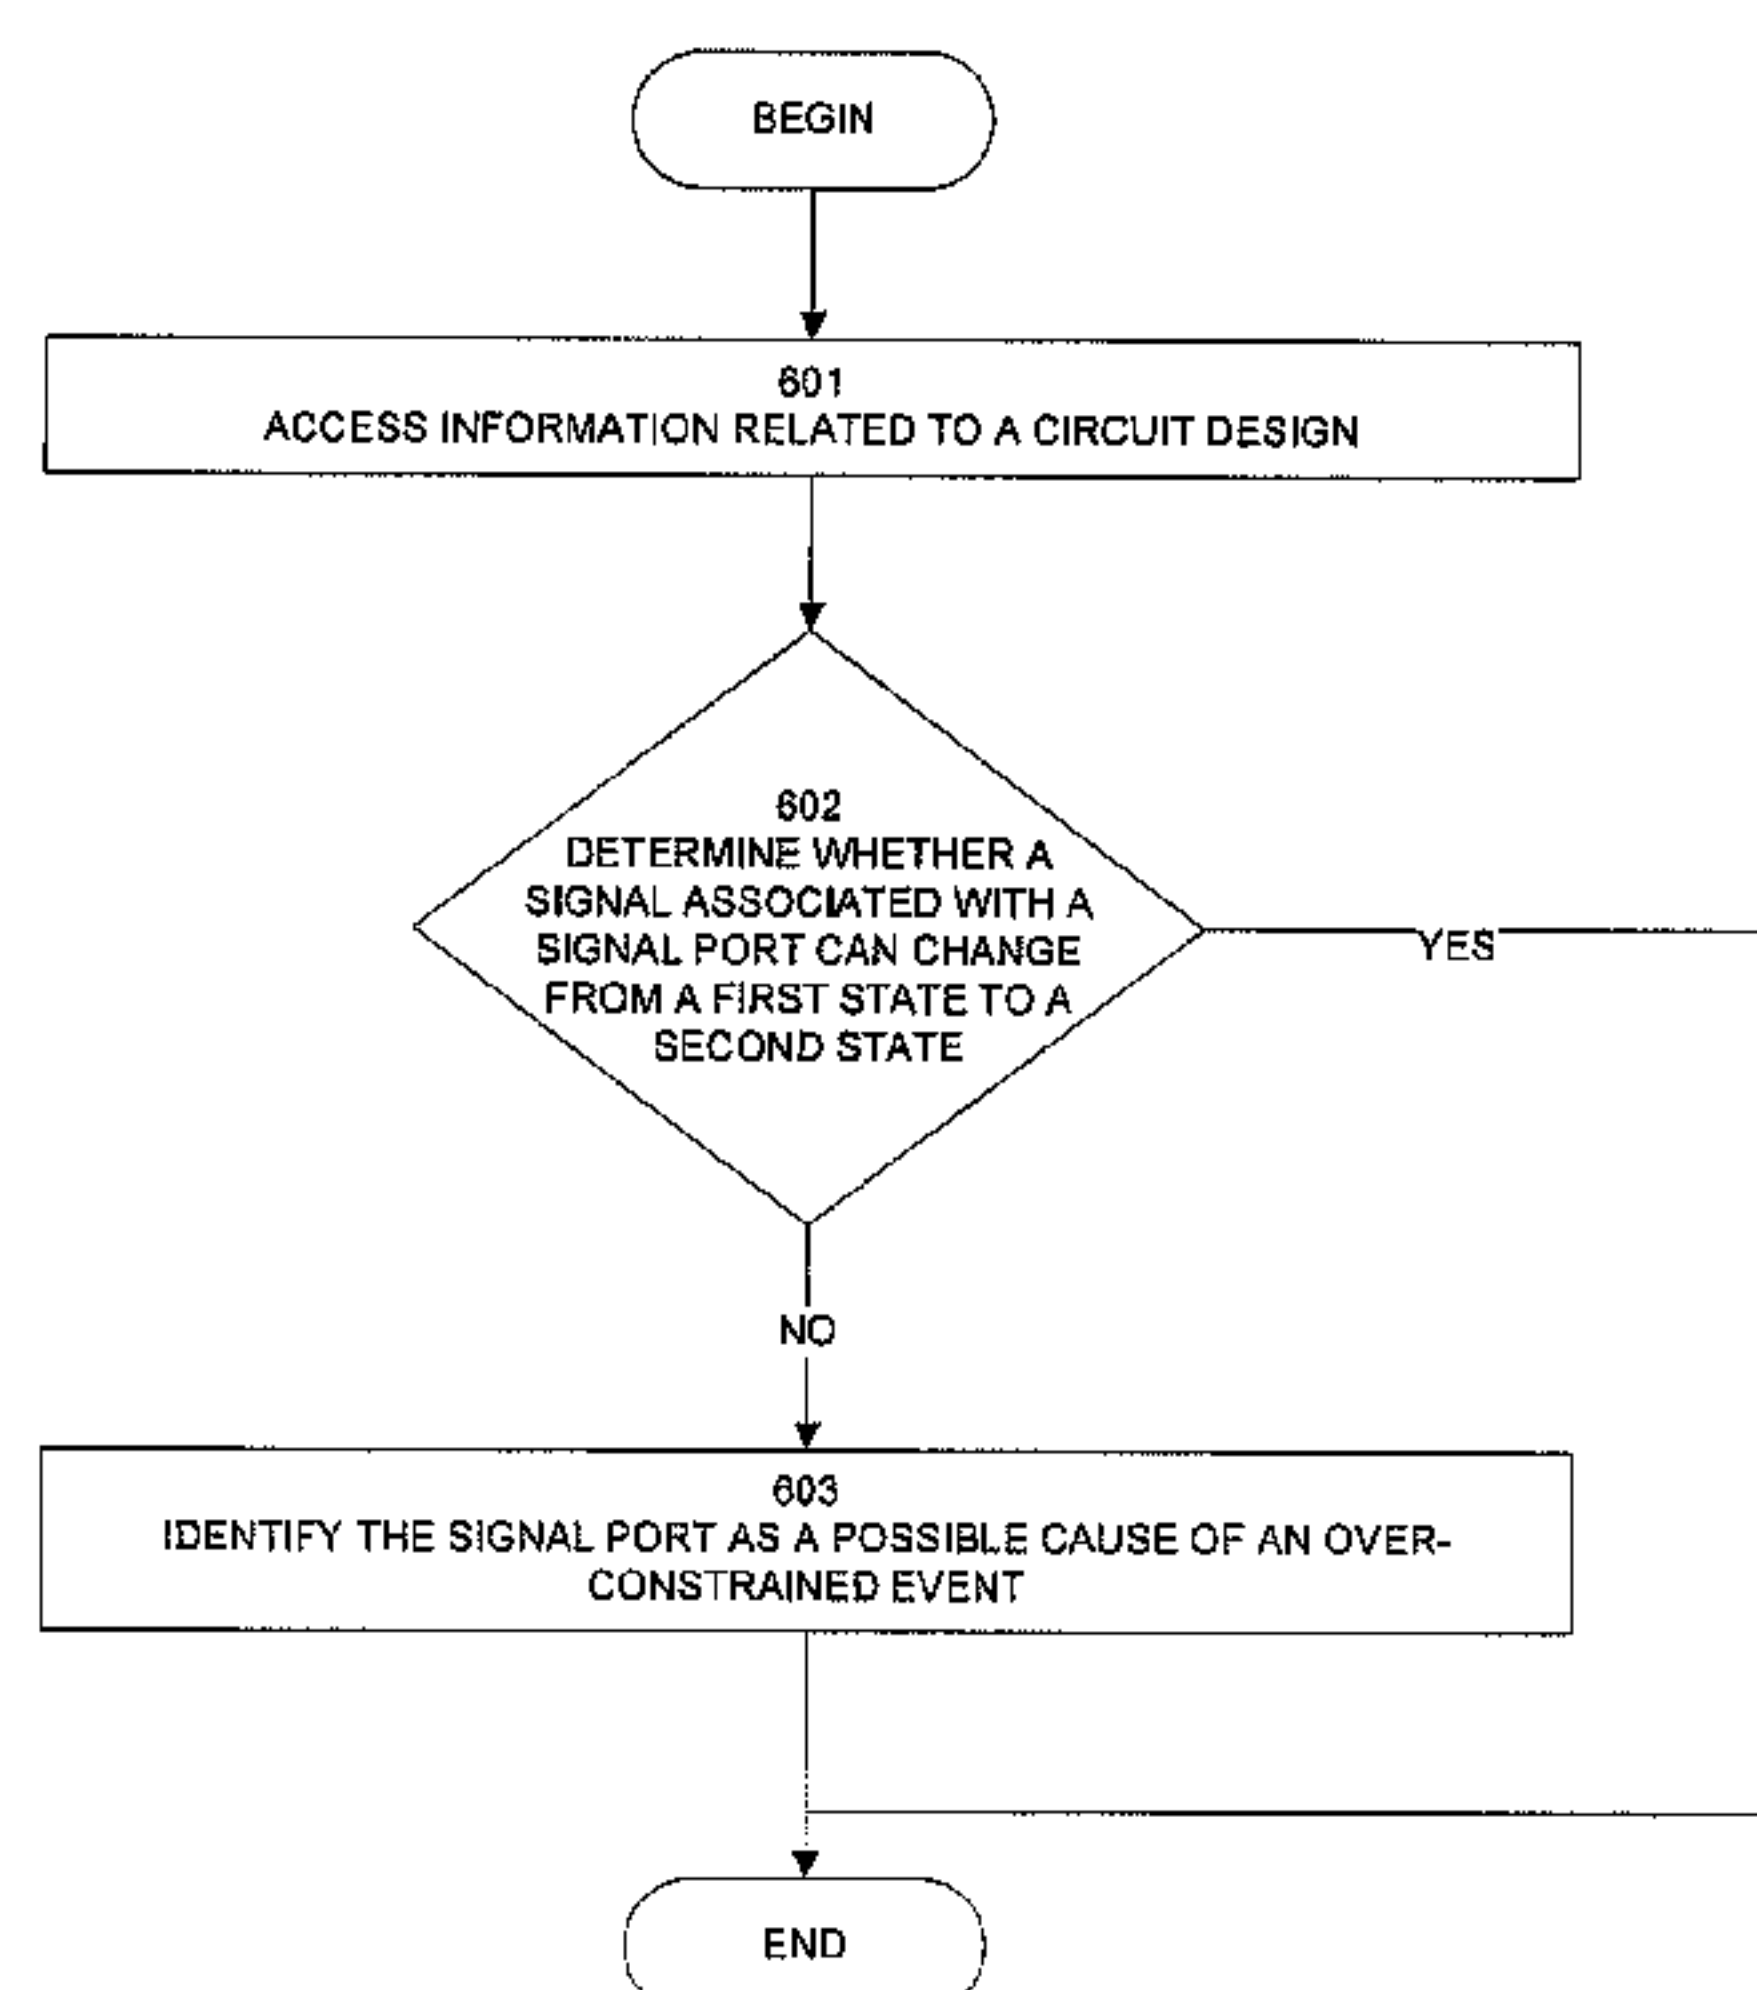 BEGIN
601
ACCESS INFORMATION RELATED TO A CIRCUIT DESIGN
602
DETERMINE WHETHER A
SIGNAL ASSOCIATED WITH A
SIGNAL PORT CAN CHANGE
FROM A FIRST STATE TO A
SECOND STATE
YES
NO
603
IDENTIFY THE SIGNAL PORT AS A POSSIBLE CAUSE OF AN OVER-
CONSTRAINED EVENT
END